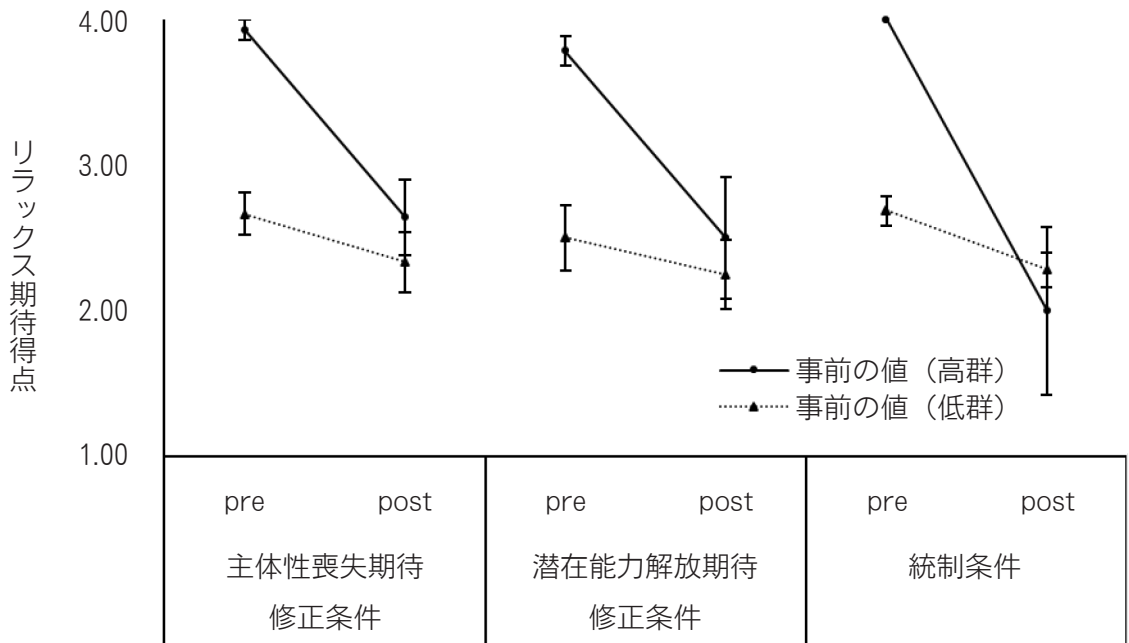 リラックス期待得点
4.00
3.00
2.00
1.00
事前の値（高群）
事前の値（低群）
pre post pre post pre post
主体性喪失期待 潜在能力解放期待 統制条件
修正条件 修正条件